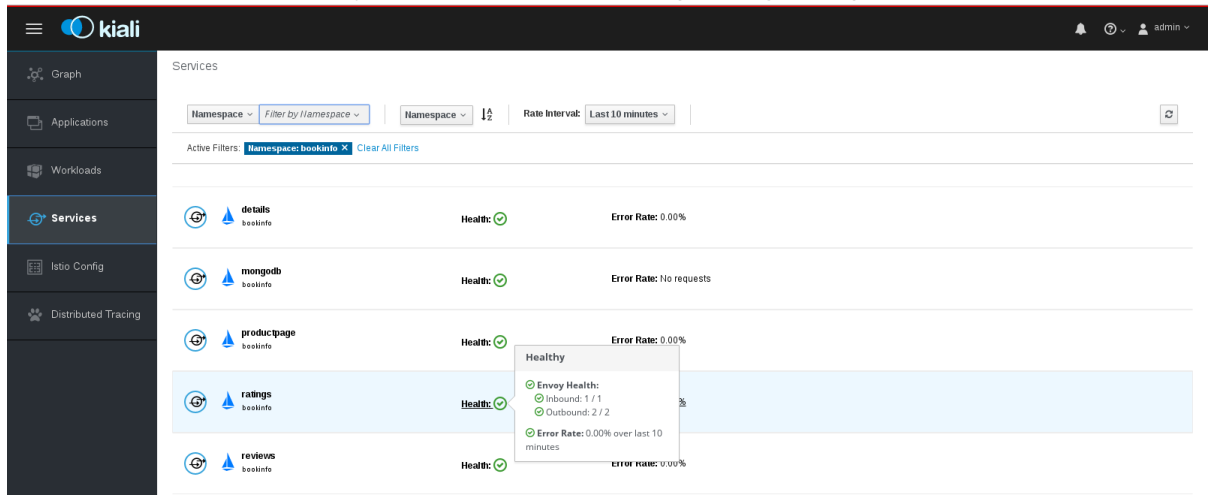 kiali
admin
Graph
Applications
Workloads
Services
Istio Config
Distributed Tracing
Services
Namespace Filter by Namespace Namespace Rate Interval: Last 10 minutes
Active Filters: Namespace: bookinfo Clear All Filters
details
bookinfo
Health: Error Rate: 0.00%
mongodb
bookinfo
Health: Error Rate: No requests
productpage
bookinfo
Health: Error Rate: 0.00%
ratings
bookinfo
Health: %
Healthy
Envoy Health:
Inbound: 1 / 1
Outbound: 2 / 2
Error Rate: 0.00% over last 10
minutes
reviews
bookinfo
Health: Error Rate: 0.00%